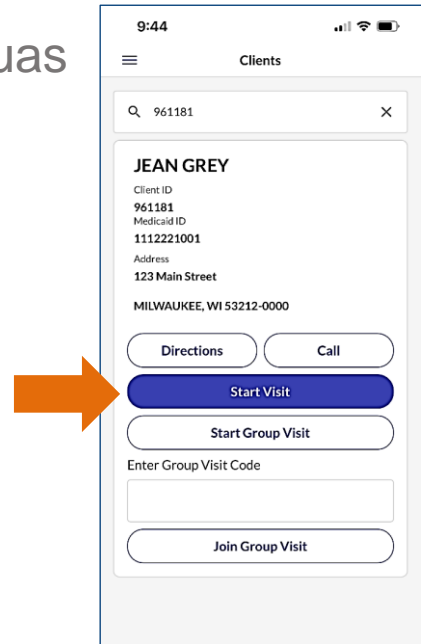 9:44
Clients
961181
JEAN GREY
Client ID
961181
Medicaid ID
1112221001
Address
123 Main Street
MILWAUKEE, WI 53212-0000
Directions Call
Start Visit
Start Group Visit
Enter Group Visit Code
Join Group Visit